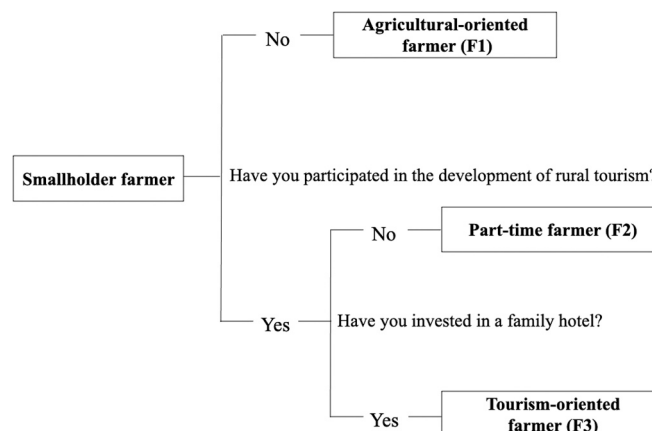 No
Agricultural-oriented
farmer (F1)
Smallholder farmer
Have you participated in the development of rural tourism?
No
Part-time farmer (F2)
Yes
Have you invested in a family hotel?
Yes
Tourism-oriented
farmer (F3)